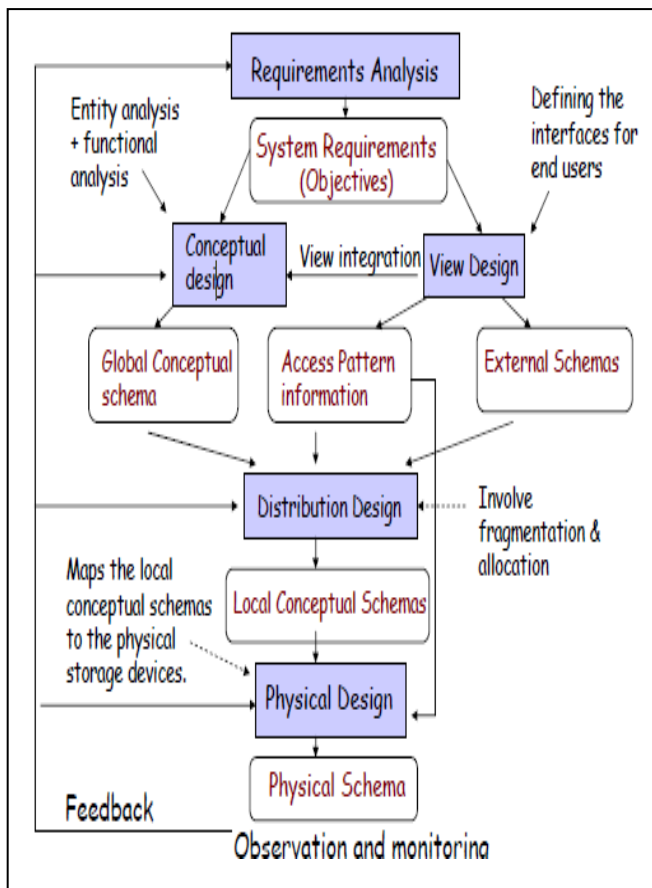 Requirements Analysis
Entity analysis
+ functional
analysis
System Requirements
(Objectives)
Defining the
interfaces for
end users
Conceptual
design
View integration
View Design
Global Conceptual
schema
Access Pattern
information
External Schemas
Distribution Design
Involve
fragmentation &
allocation
Maps the local
conceptual schemas
to the physical
storage devices.
Local Conceptual Schemas
Physical Design
Physical Schema
Feedback
Observation and monitoring